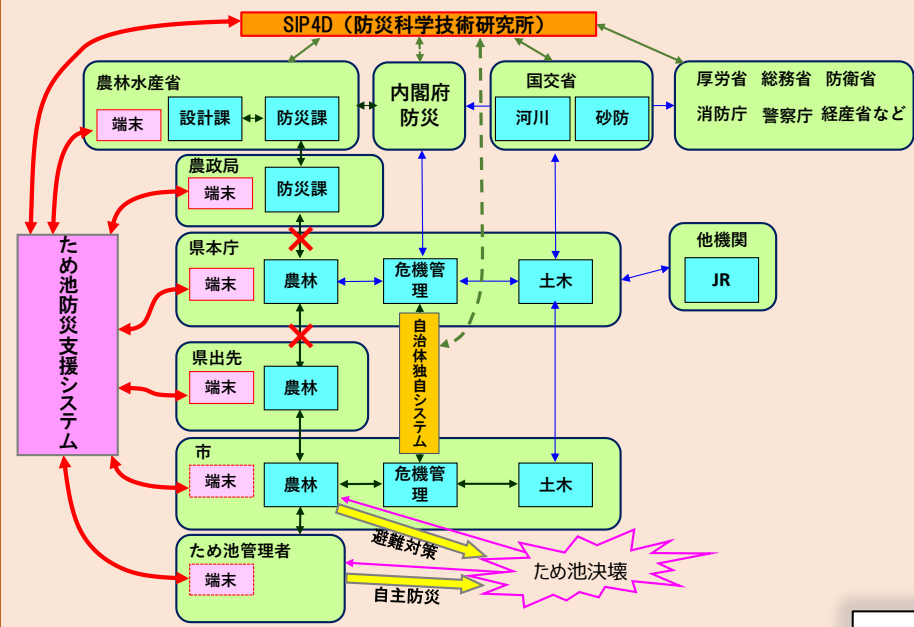 SIP4D（防災科学技術研究所）
農林水産省
端末
設計課
防災課
内閣府
防災
国交省
河川
砂防
厚労省 総務省 防衛省
消防庁 警察庁 経産省など
農政局
端末
防災課
県本庁
端末
農林
危機管
理
土木
他機関
JR
ため池防災支援システム
自治体独自システム
県出先
端末
農林
市
端末
農林
危機管
理
土木
避難対策
ため池管理者
端末
自主防災
ため池決壊